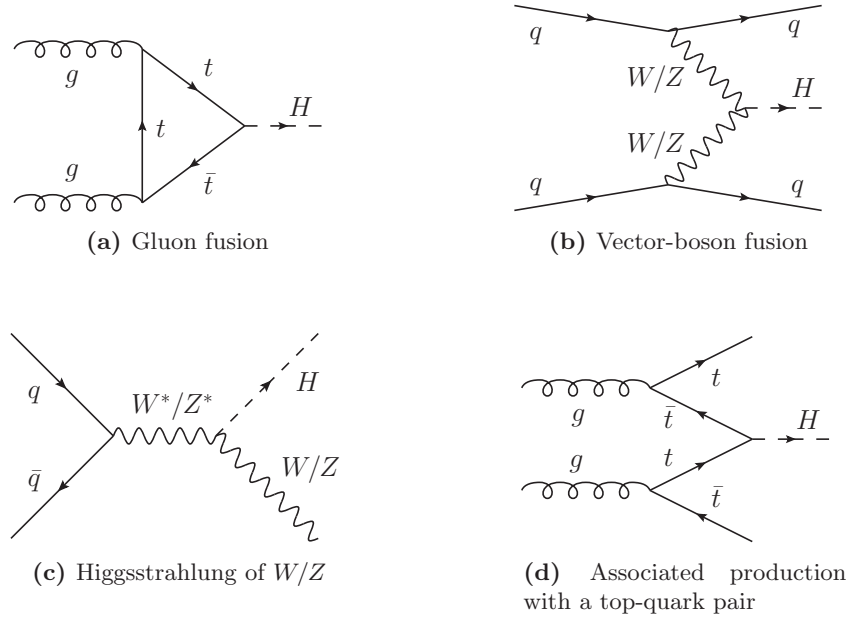 g
t
t
H
g
t̄
(a) Gluon fusion
q
q
W/Z
H
W/Z
q
q
(b) Vector-boson fusion
q
W*/Z*
H
q̄
W/Z
(c) Higgsstrahlung of W/Z
t
g
t̄
H
g
t
t̄
(d) Associated production
with a top-quark pair